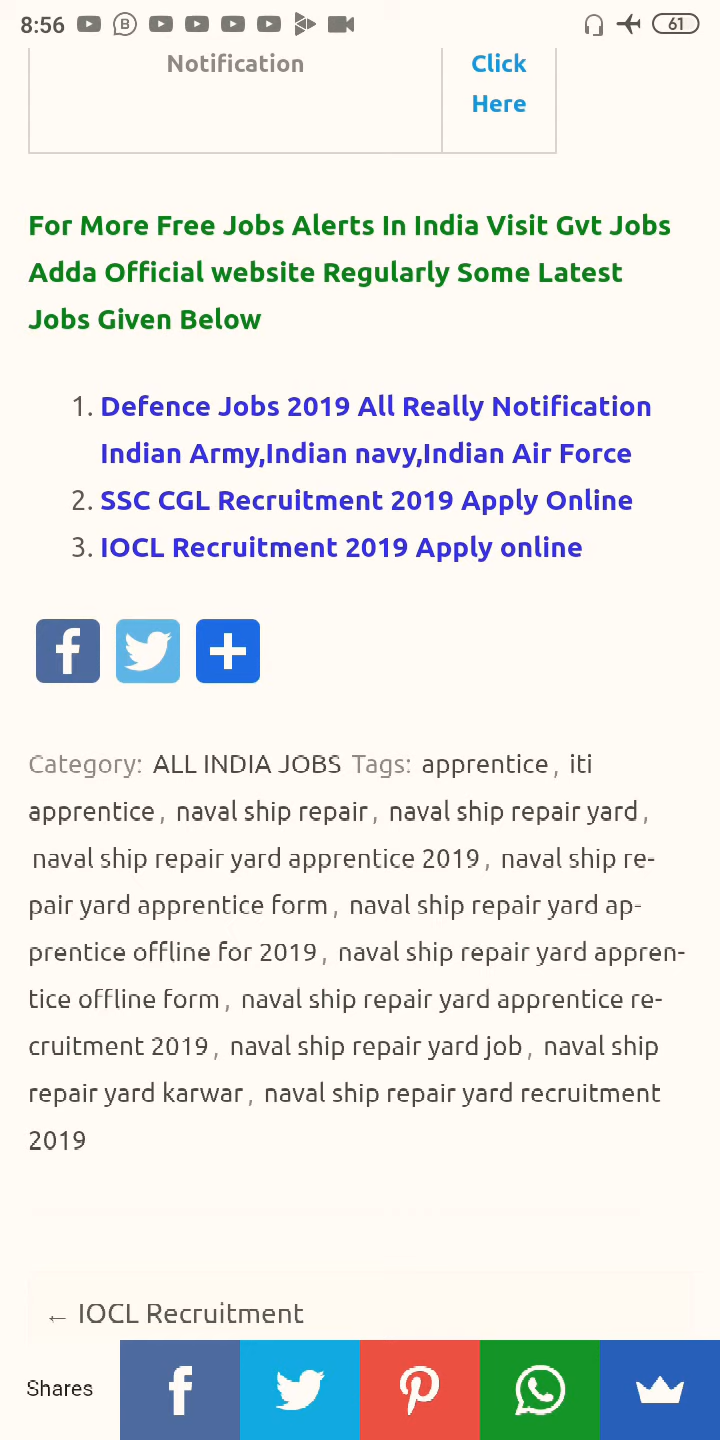 8:56
61
Notification
Click
Here
For More Free Jobs Alerts In India Visit Gvt Jobs
Adda Official website Regularly Some Latest
Jobs Given Below
1. Defence Jobs 2019 All Really Notification
Indian Army,Indian navy,Indian Air Force
2. SSC CGL Recruitment 2019 Apply Online
3. IOCL Recruitment 2019 Apply online
Category: ALL INDIA JOBS Tags: apprentice, iti
apprentice, naval ship repair, naval ship repair yard,
naval ship repair yard apprentice 2019, naval ship re-
pair yard apprentice form, naval ship repair yard ap-
prentice offline for 2019, naval ship repair yard appren-
tice offline form, naval ship repair yard apprentice re-
cruitment 2019, naval ship repair yard job, naval ship
repair yard karwar, naval ship repair yard recruitment
2019
← IOCL Recruitment
Shares